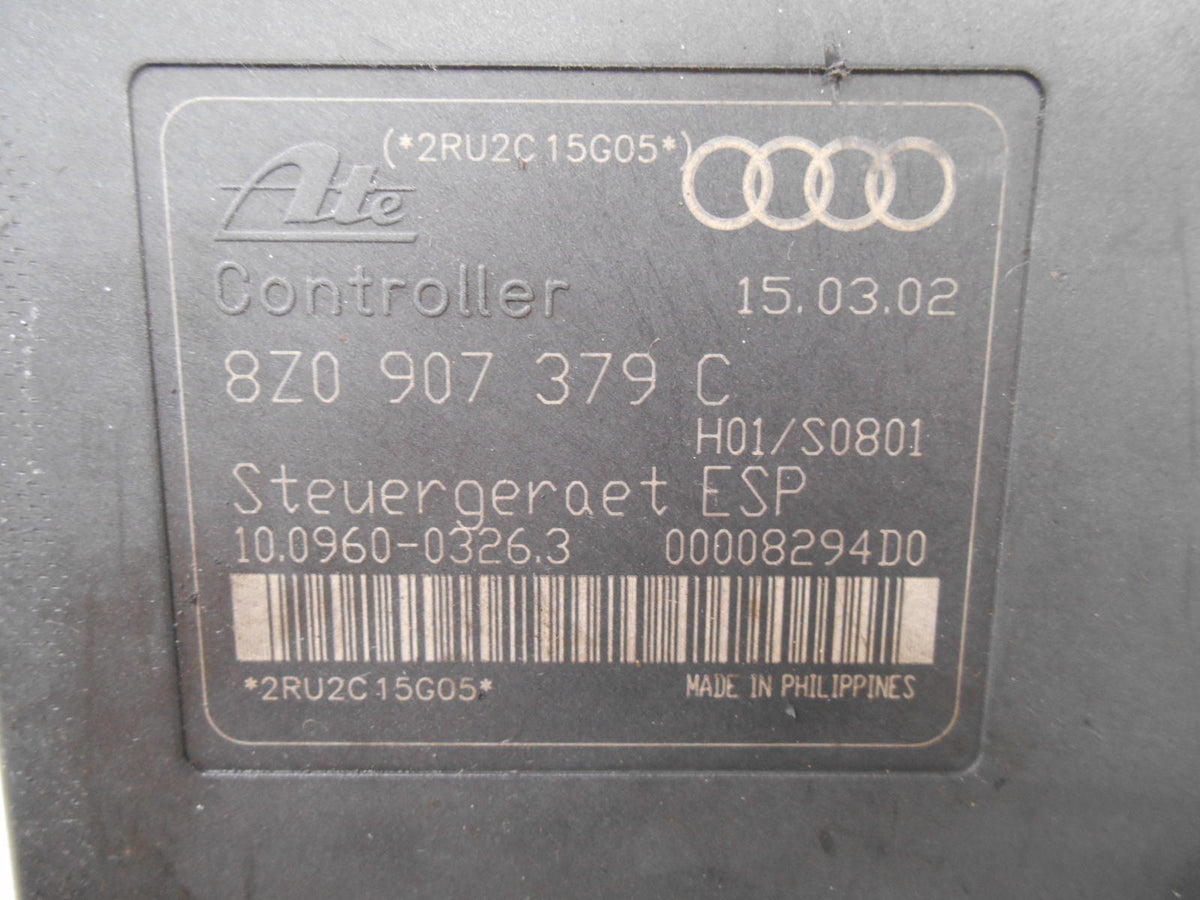 (*2RU2C15G05*)
Ate
Controller
15.03.02
8Z0 907 379 C
H01/S0801
Steuergeraet ESP
10.0960-0326.3 00008294D0
*2RU2C15G05*
MADE IN PHILIPPINES